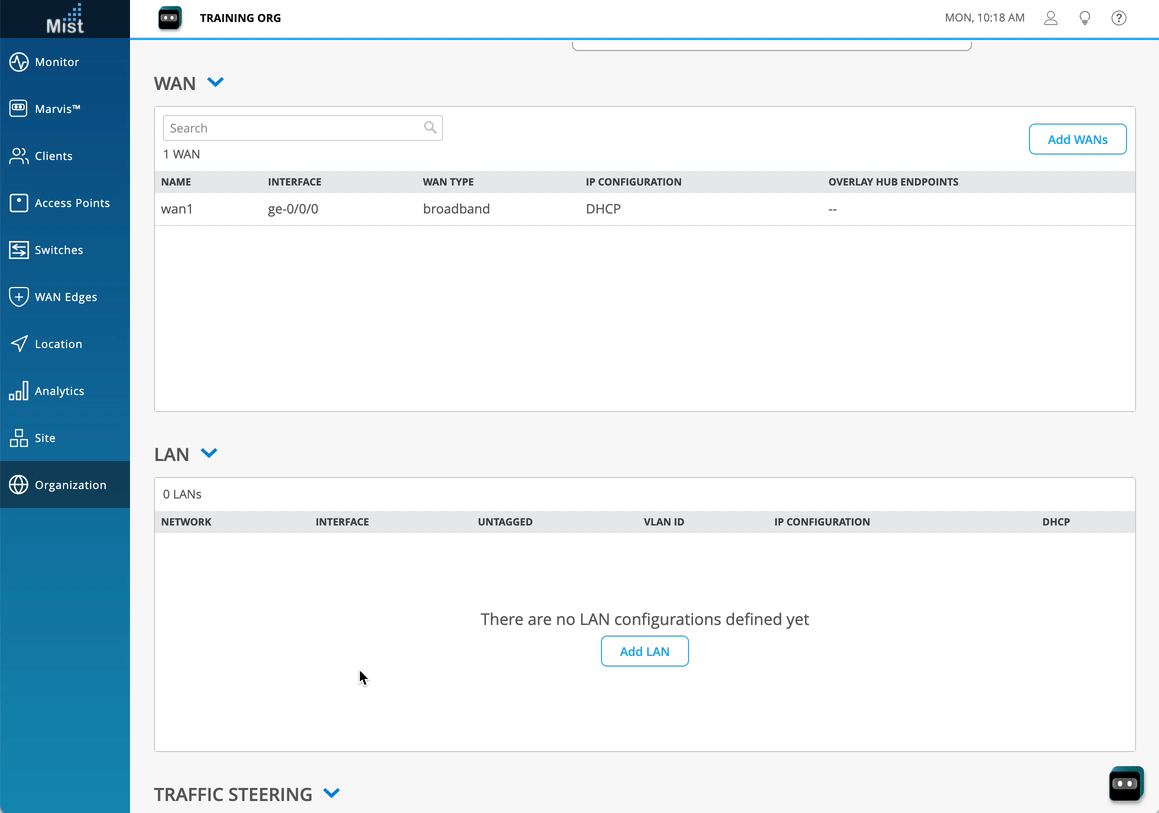 Mist
TRAINING ORG
MON, 10:18 AM
?
Monitor
Marvis™
Clients
Access Points
Switches
WAN Edges
Location
Analytics
Site
Organization
WAN
Search
1 WAN
Add WANs
NAME INTERFACE WAN TYPE IP CONFIGURATION OVERLAY HUB ENDPOINTS
wan1 ge-0/0/0 broadband DHCP --
LAN
0 LANs
NETWORK INTERFACE UNTAGGED VLAN ID IP CONFIGURATION DHCP
There are no LAN configurations defined yet
Add LAN
TRAFFIC STEERING